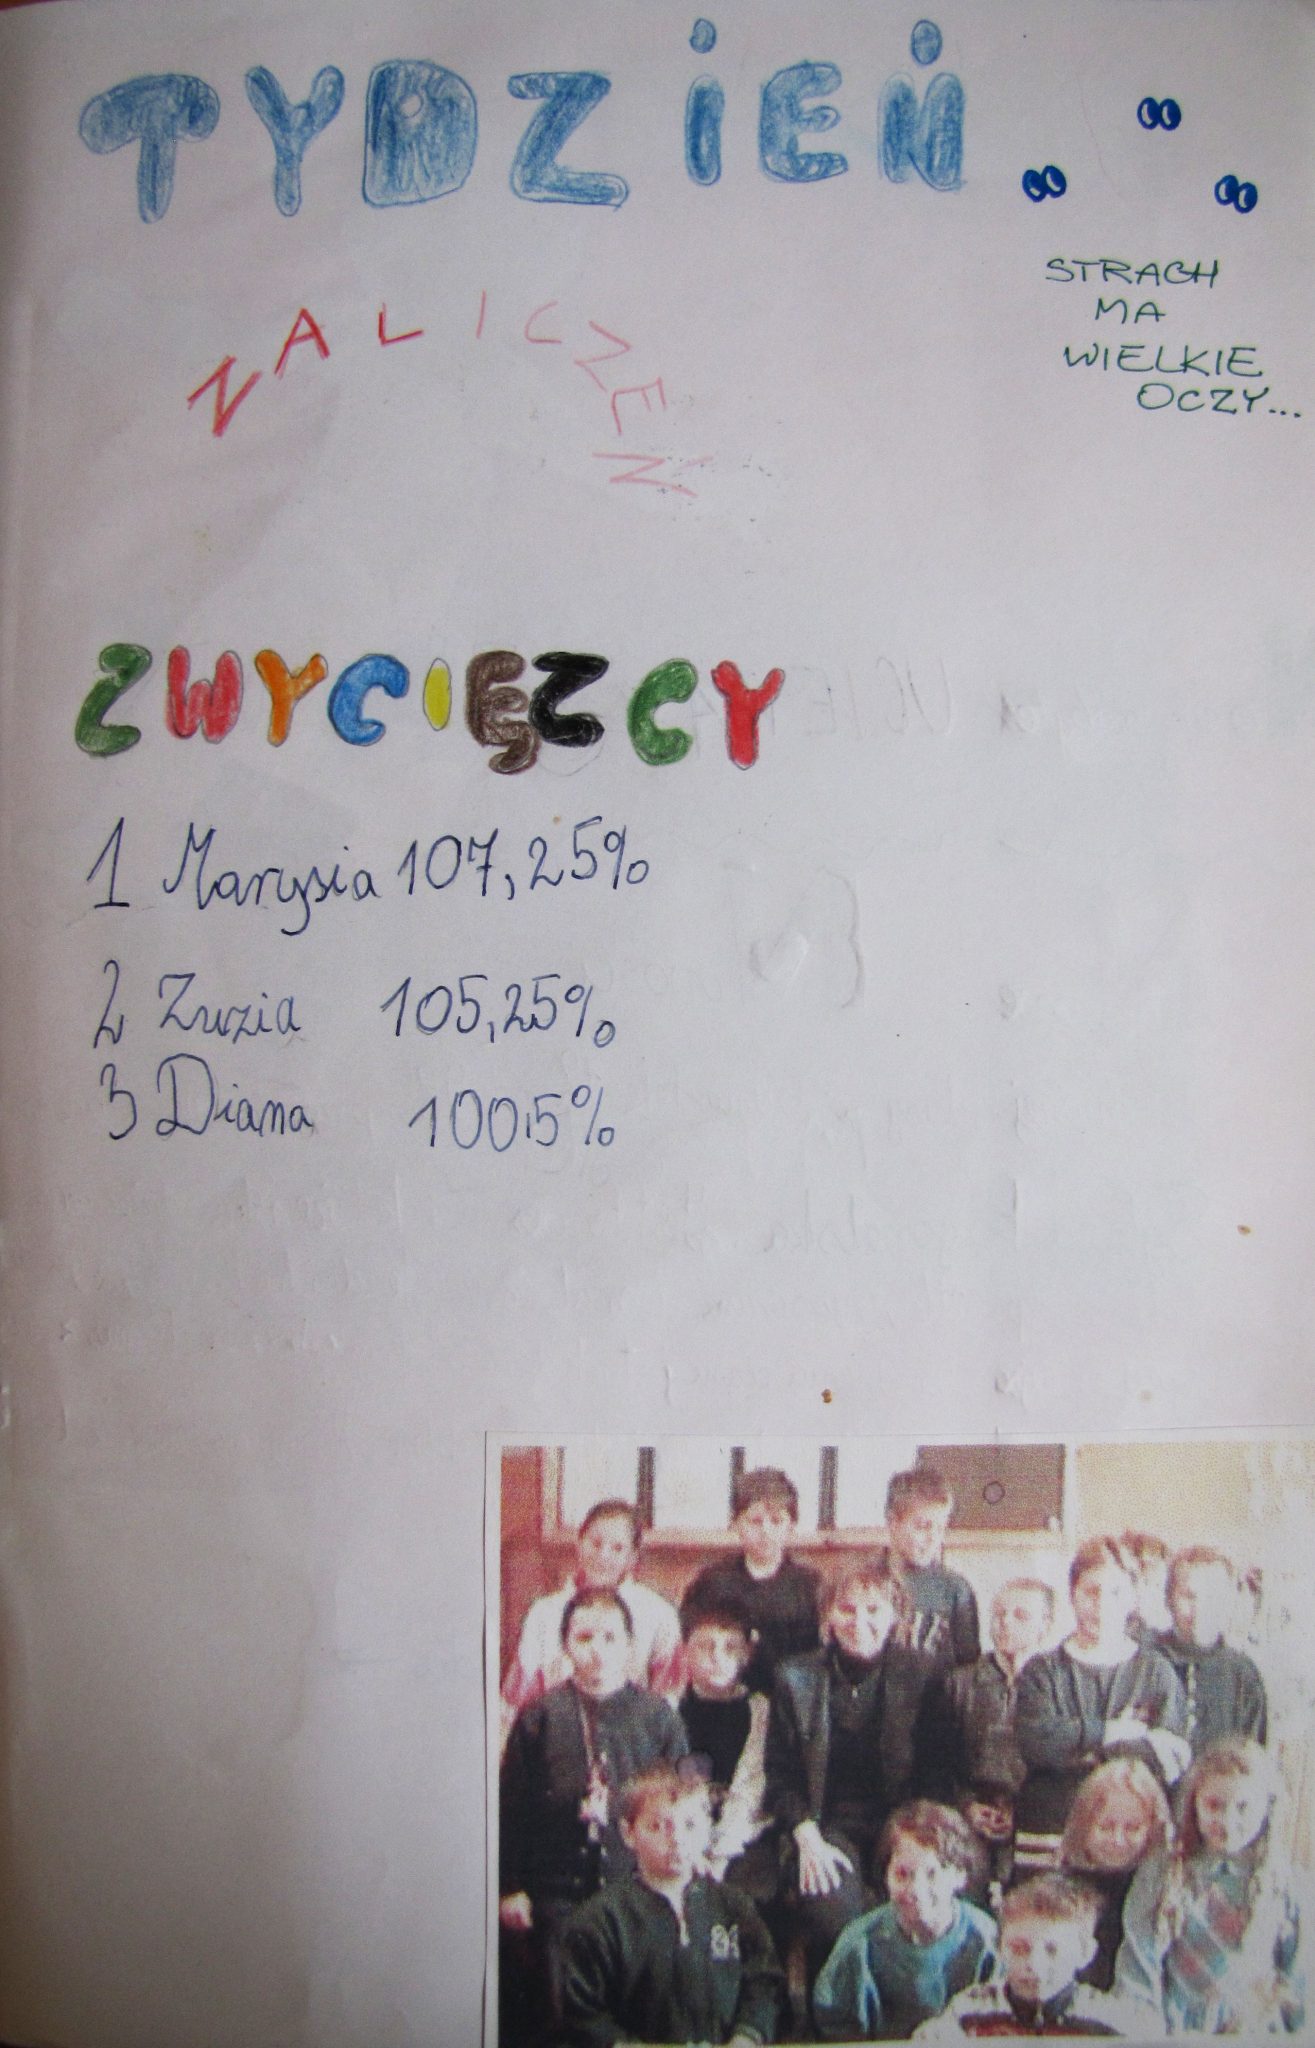 TYDZIEŃ
STRACH
MA
WIELKIE
OCZY...
ZALICZEŃ
ZWYCIĘZCY
1 Marysia 107,25%
2 Zuzia 105,25%
3 Diana 100,5%